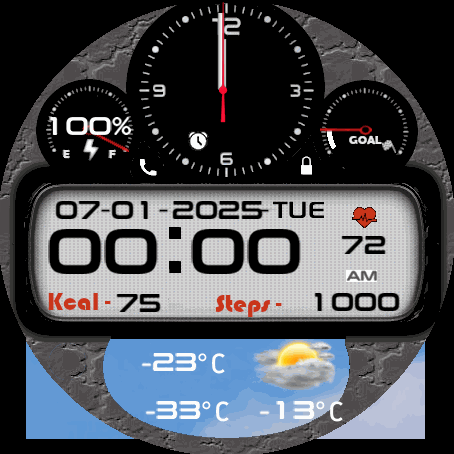 12
9 3
6
100%
E F
GOAL
07-01-2025-TUE
00:00
72
AM
Kcal - 75 Steps - 1000
-23°C
-33°C -13°C